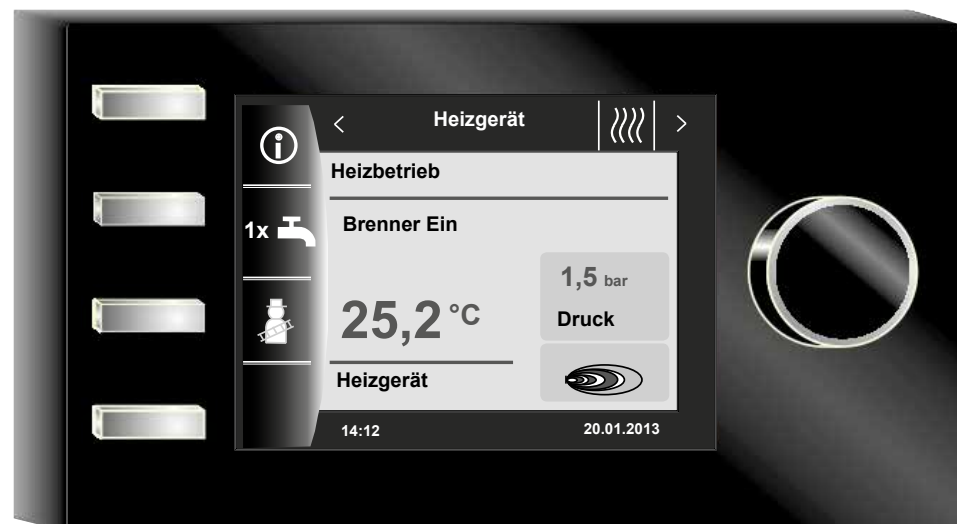 Heizgerät
Heizbetrieb
1x
Brenner Ein
1,5 bar
Druck
25,2 °C
Heizgerät
14:12
20.01.2013